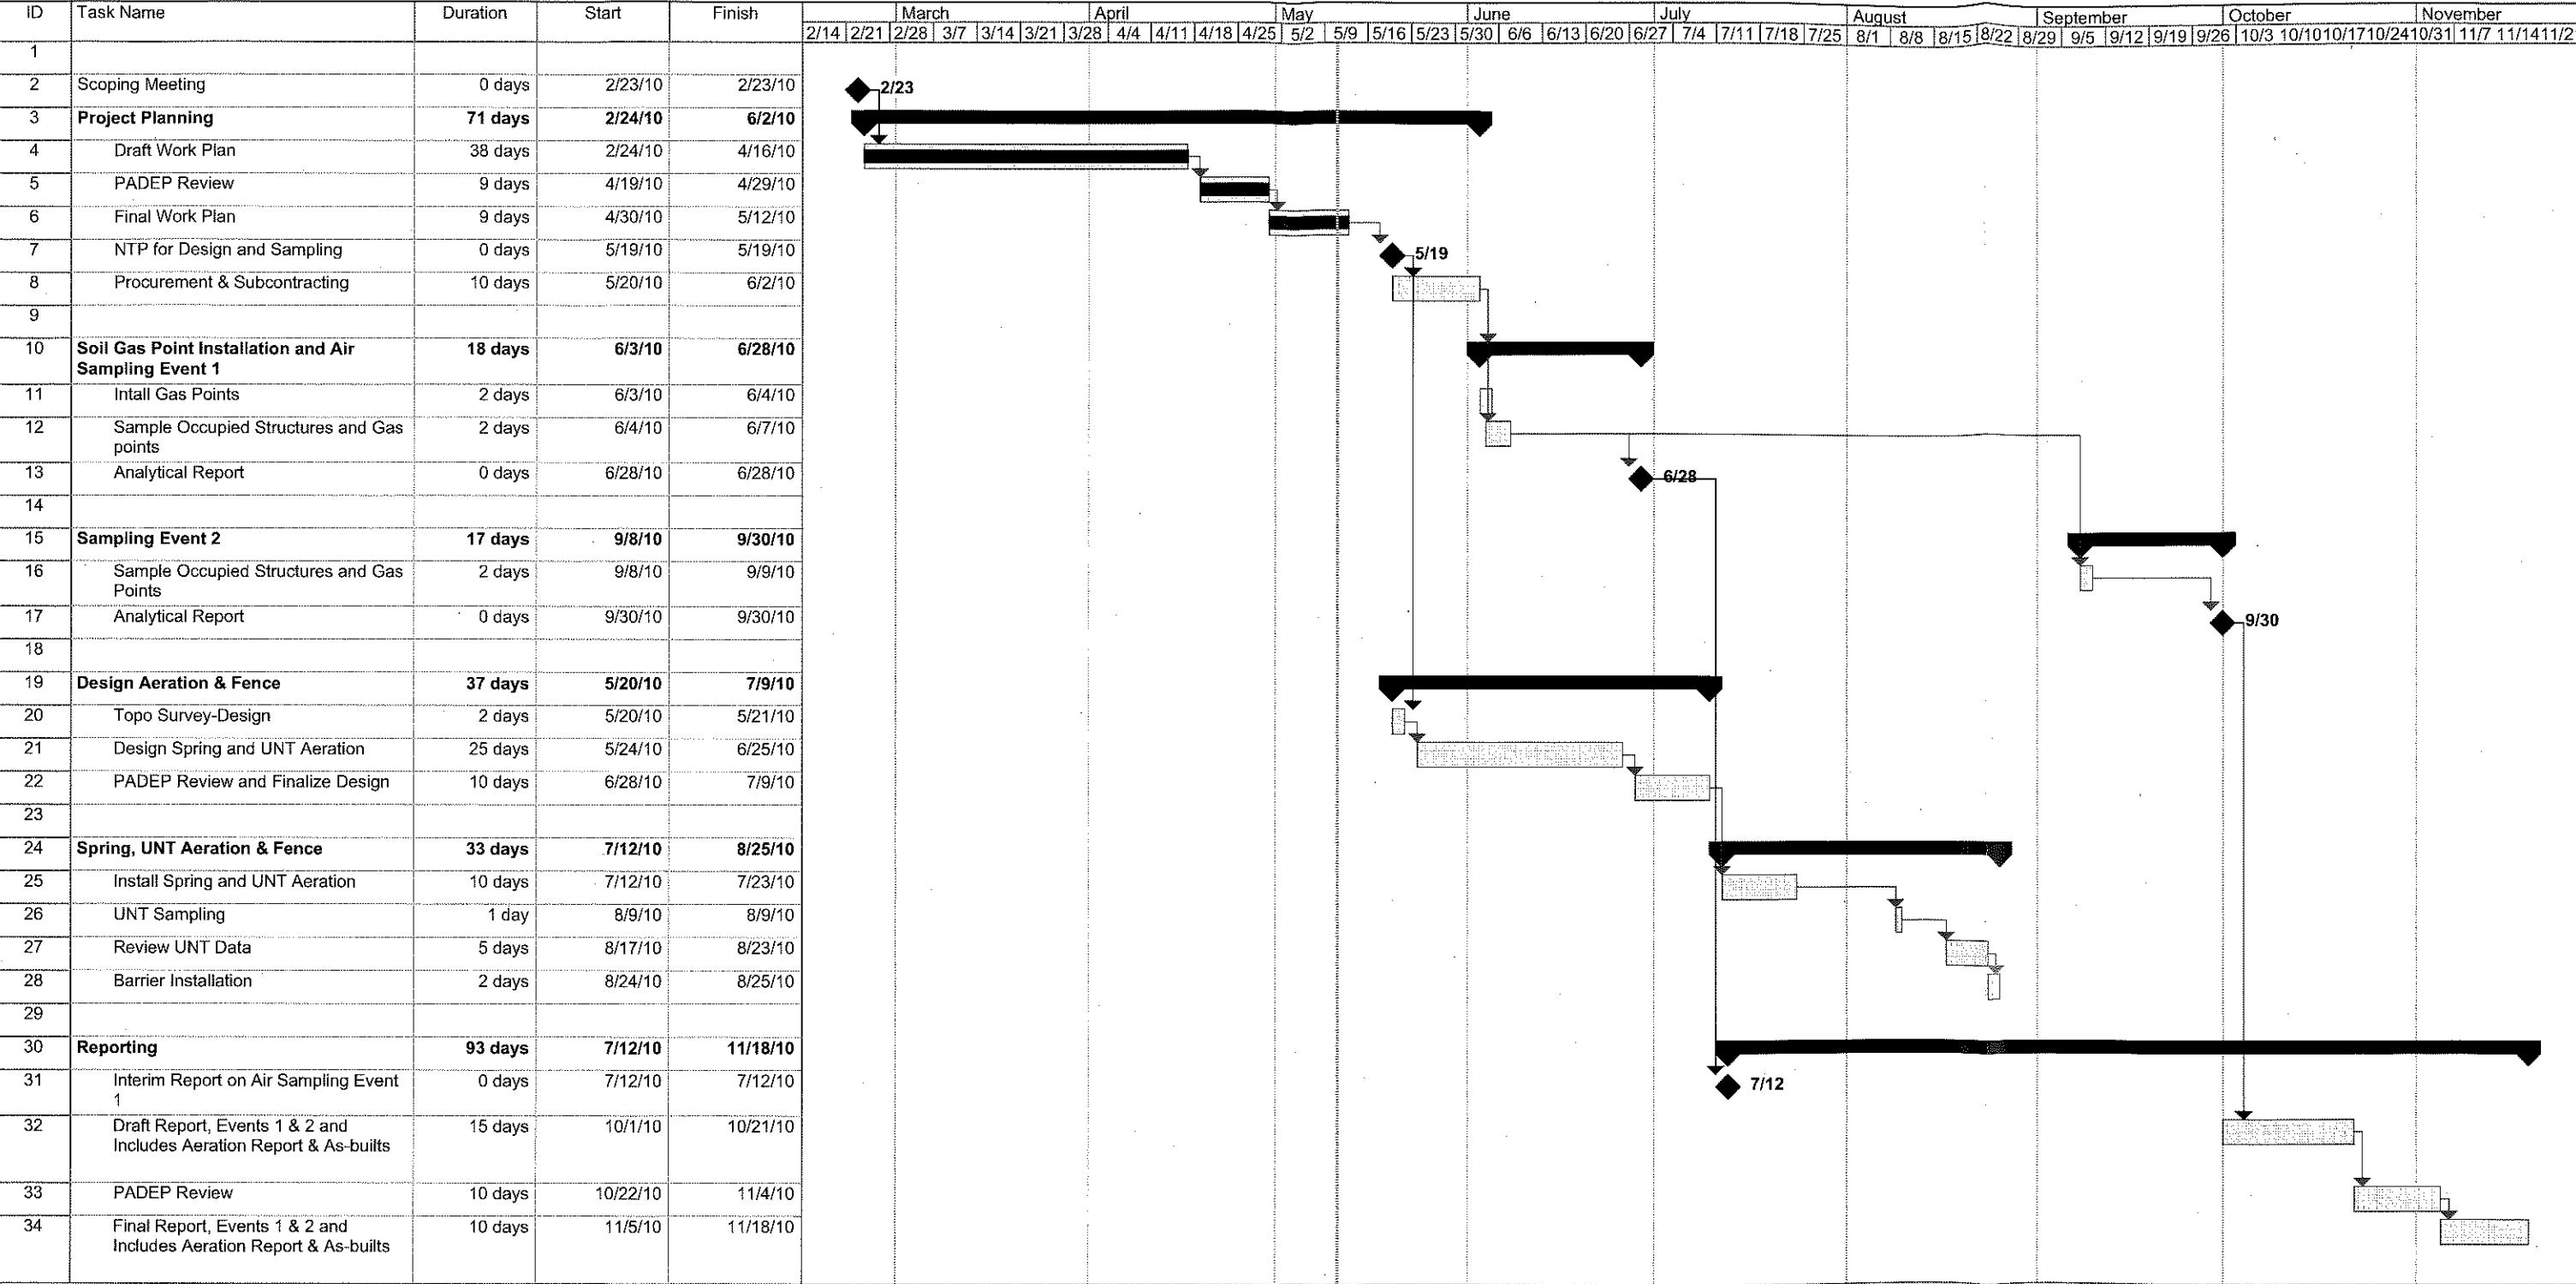 ID Task Name Duration Start Finish March April May June July August September October November
2/14 2/21 2/28 3/7 3/14 3/21 3/28 4/4 4/11 4/18 4/25 5/2 5/9 5/16 5/23 5/30 6/6 6/13 6/20 6/27 7/4 7/11 7/18 7/25 8/1 8/8 8/15 8/22 8/29 9/5 9/12 9/19 9/26 10/3 10/10 10/17 10/24 10/31 11/7 11/14 11/2
1
2 Scoping Meeting 0 days 2/23/10 2/23/10 2/23
3 Project Planning 71 days 2/24/10 6/2/10
4 Draft Work Plan 38 days 2/24/10 4/16/10
5 PADEP Review 9 days 4/19/10 4/29/10
6 Final Work Plan 9 days 4/30/10 5/12/10
7 NTP for Design and Sampling 0 days 5/19/10 5/19/10 5/19
8 Procurement & Subcontracting 10 days 5/20/10 6/2/10
9
10 Soil Gas Point Installation and Air 18 days 6/3/10 6/28/10
Sampling Event 1
11 Intall Gas Points 2 days 6/3/10 6/4/10
12 Sample Occupied Structures and Gas 2 days 6/4/10 6/7/10
points
13 Analytical Report 0 days 6/28/10 6/28/10 6/28
14
15 Sampling Event 2 17 days 9/8/10 9/30/10
16 Sample Occupied Structures and Gas 2 days 9/8/10 9/9/10
Points
17 Analytical Report 0 days 9/30/10 9/30/10 9/30
18
19 Design Aeration & Fence 37 days 5/20/10 7/9/10
20 Topo Survey-Design 2 days 5/20/10 5/21/10
21 Design Spring and UNT Aeration 25 days 5/24/10 6/25/10
22 PADEP Review and Finalize Design 10 days 6/28/10 7/9/10
23
24 Spring, UNT Aeration & Fence 33 days 7/12/10 8/25/10
25 Install Spring and UNT Aeration 10 days 7/12/10 7/23/10
26 UNT Sampling 1 day 8/9/10 8/9/10
27 Review UNT Data 5 days 8/17/10 8/23/10
28 Barrier Installation 2 days 8/24/10 8/25/10
29
30 Reporting 93 days 7/12/10 11/18/10
31 Interim Report on Air Sampling Event 0 days 7/12/10 7/12/10 7/12
1
32 Draft Report, Events 1 & 2 and 15 days 10/1/10 10/21/10
Includes Aeration Report & As-builts
33 PADEP Review 10 days 10/22/10 11/4/10
34 Final Report, Events 1 & 2 and 10 days 11/5/10 11/18/10
Includes Aeration Report & As-builts